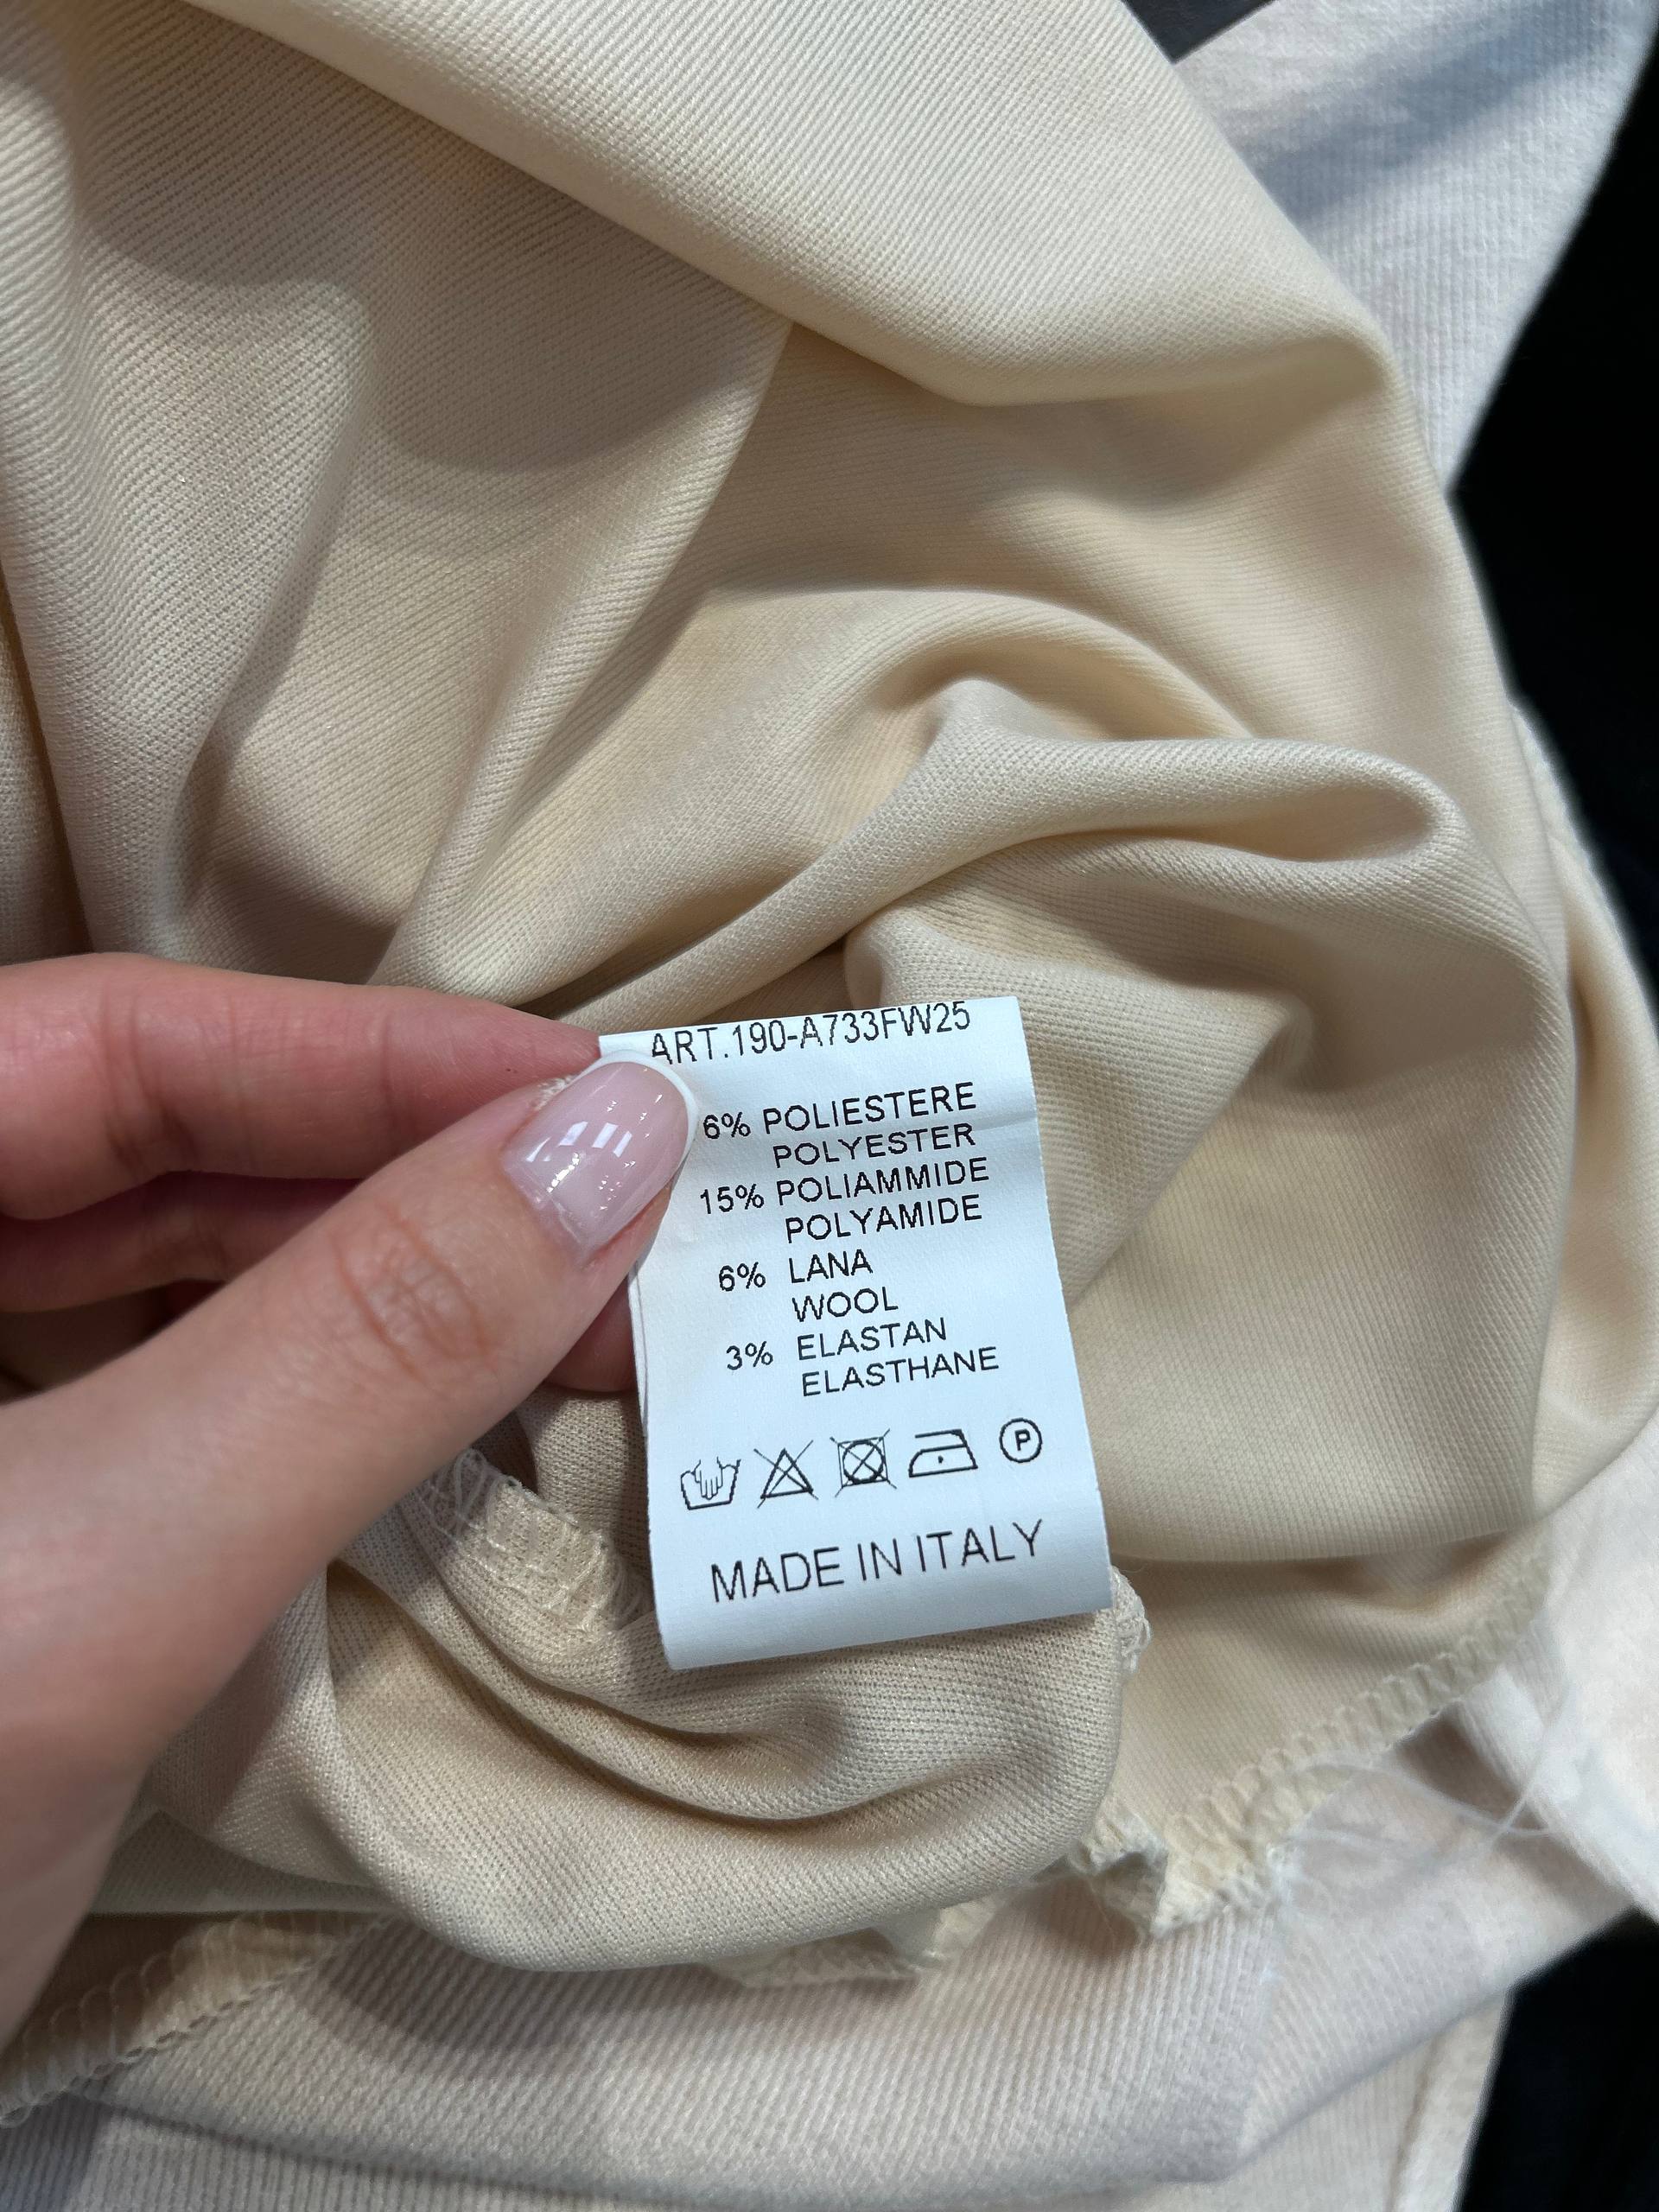 ART.190-A733FW25
6% POLIESTERE
POLYESTER
15% POLIAMMIDE
POLYAMIDE
6% LANA
WOOL
3% ELASTAN
ELASTHANE
P
MADE IN ITALY